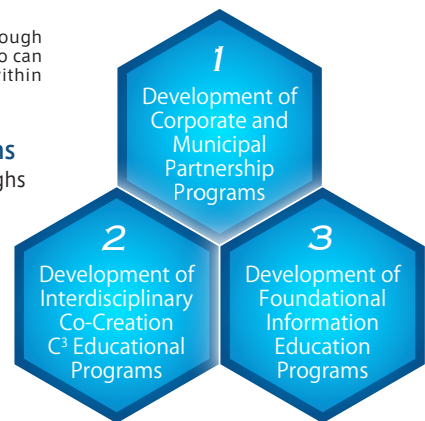 ough
o can
ithin
ns
ghs
1
Development of
Corporate and
Municipal
Partnership
Programs
2
Development of
Interdisciplinary
Co-Creation
C³ Educational
Programs
3
Development of
Foundational
Information
Education
Programs